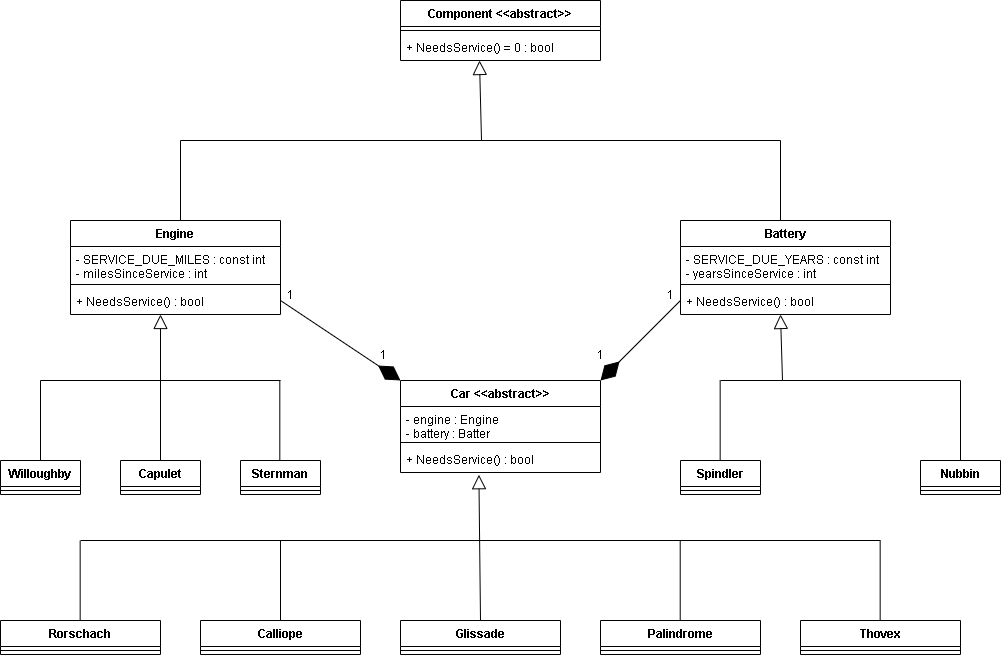 Component <<abstract>>
+ NeedsService() = 0 : bool
Engine
- SERVICE_DUE_MILES : const int
- milesSinceService : int
+ NeedsService() : bool
Battery
- SERVICE_DUE_YEARS : const int
- yearsSinceService : int
+ NeedsService() : bool
1
1
1
1
Car <<abstract>>
- engine : Engine
- battery : Batter
+ NeedsService() : bool
Willoughby
Capulet
Sternman
Spindler
Nubbin
Rorschach
Calliope
Glissade
Palindrome
Thovex